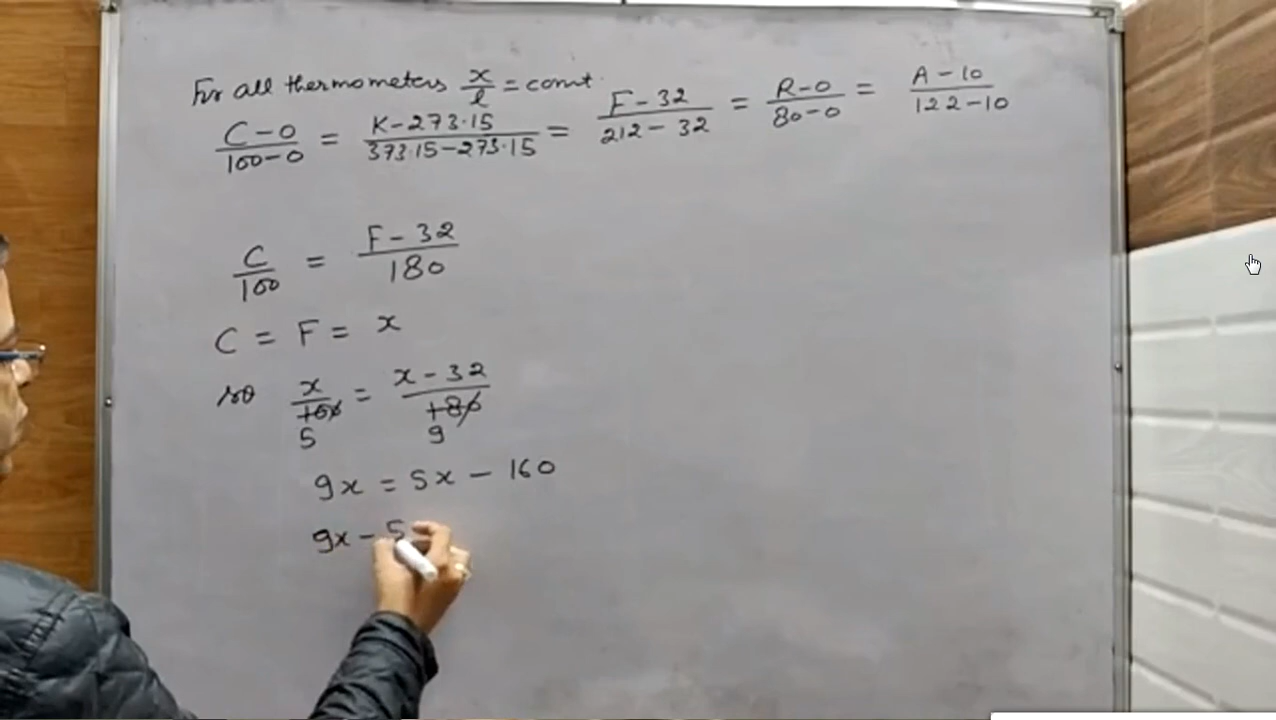 For all thermometers x/l = const.
C-0/100-0 = K-273.15/373.15-273.15 = F-32/212-32 = R-0/80-0 = A-10/122-10
C/100 = F-32/180
C = F = x
so x/100 = x-32/180
5 9
9x = 5x - 160
9x - 5